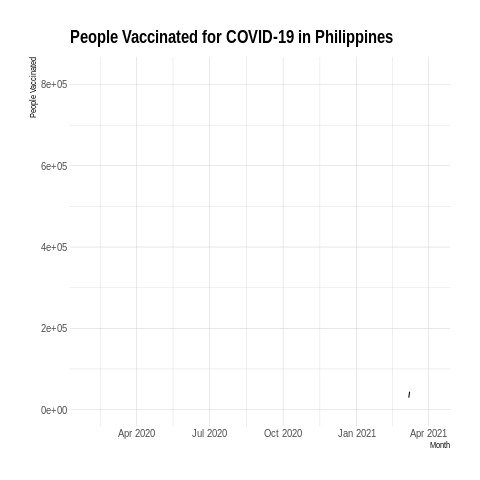 People Vaccinated for COVID-19 in Philippines
People Vaccinated
8e+05
6e+05
4e+05
2e+05
0e+00
Apr 2020 Jul 2020 Oct 2020 Jan 2021 Apr 2021
Month